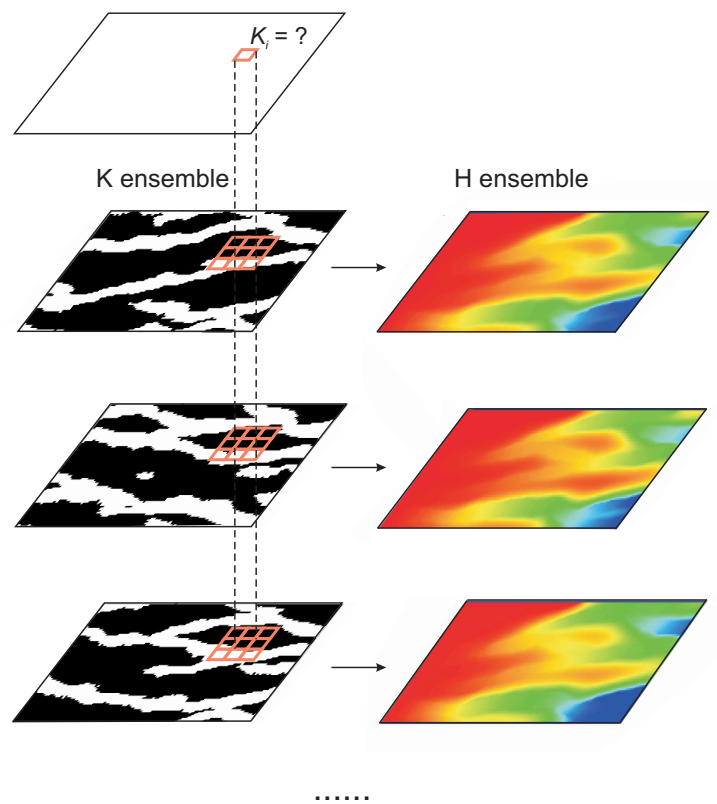 Ki = ?
K ensemble
H ensemble
......